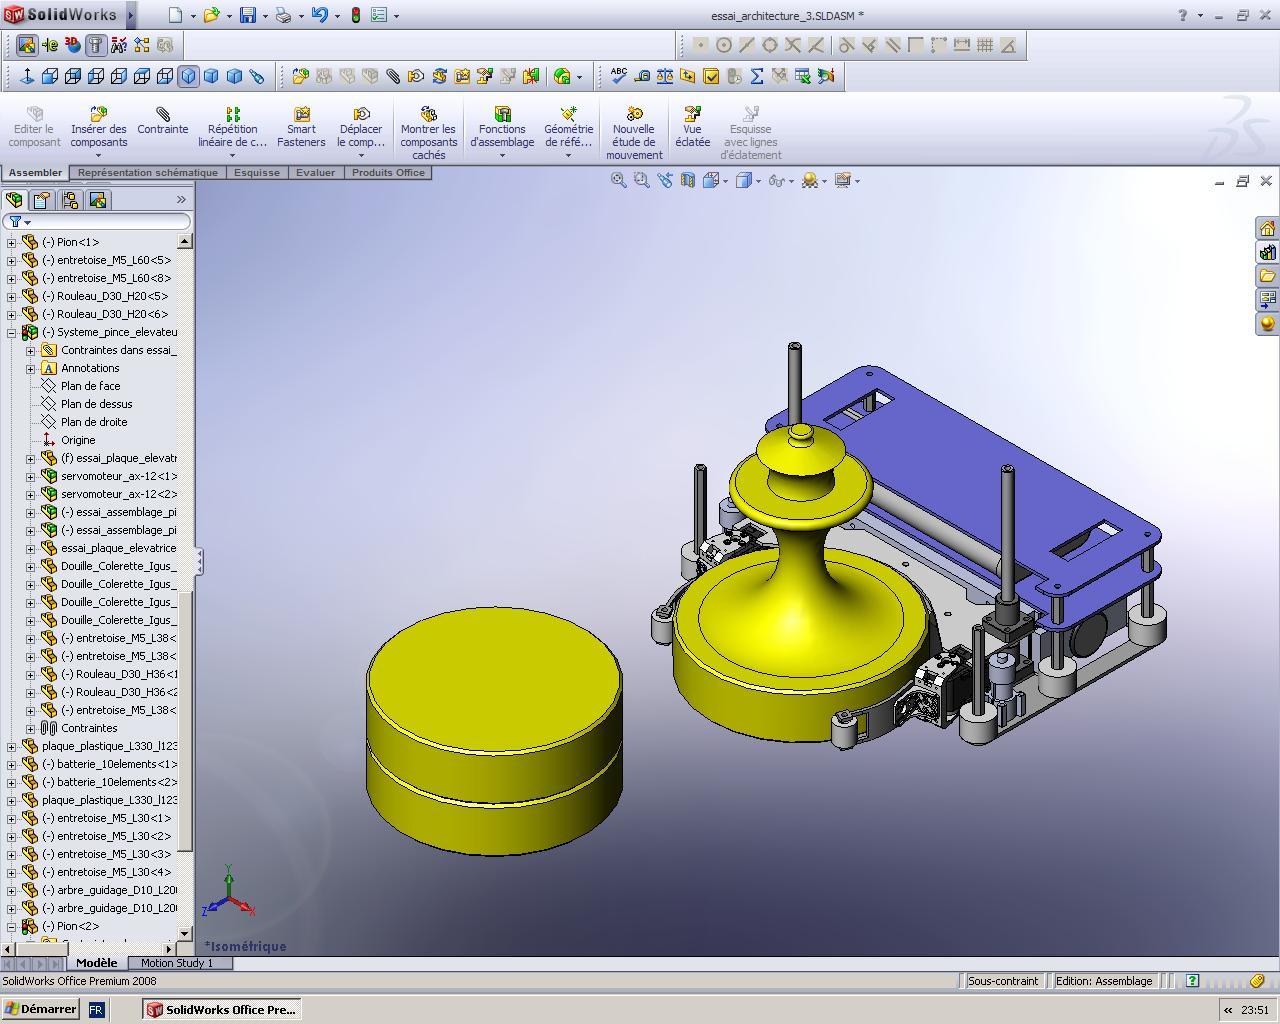 SolidWorks
essai_architecture_3.SLDASM *
Editer le composant
Insérer des composants
Contrainte
Répétition linéaire de c...
Smart Fasteners
Déplacer le comp...
Montrer les composants cachés
Fonctions d'assemblage
Géométrie de réfé...
Nouvelle étude de mouvement
Vue éclatée
Esquisse avec lignes d'éclatement
Assembler
Représentation schématique
Esquisse
Evaluer
Produits Office
(-) Pion<1>
(-) entretoise_M5_L60<5>
(-) entretoise_M5_L60<8>
(-) Rouleau_D30_H20<5>
(-) Rouleau_D30_H20<6>
(-) Systeme_pince_elevateu
Contraintes dans essai_
Annotations
Plan de face
Plan de dessus
Plan de droite
Origine
(f) essai_plaque_elevatr
servomoteur_ax-12<1>
servomoteur_ax-12<2>
(-) essai_assemblage_pi
(-) essai_assemblage_pi
essai_plaque_elevatrice
Douille_Colerette_Igus_
Douille_Colerette_Igus_
Douille_Colerette_Igus_
Douille_Colerette_Igus_
(-) entretoise_M5_L38<
(-) entretoise_M5_L38<
(-) Rouleau_D30_H36<1
(-) Rouleau_D30_H36<2
(-) entretoise_M5_L38<
Contraintes
plaque_plastique_L330_l123
(-) batterie_10elements<1>
(-) batterie_10elements<2>
plaque_plastique_L330_l123
(-) entretoise_M5_L30<1>
(-) entretoise_M5_L30<2>
(-) entretoise_M5_L30<3>
(-) entretoise_M5_L30<4>
(-) arbre_guidage_D10_L20
(-) arbre_guidage_D10_L20
(-) Pion<2>
Y
Z
X
*Isométrique
Modèle
Motion Study 1
SolidWorks Office Premium 2008
Sous-contraint
Edition: Assemblage
Démarrer
FR
SolidWorks Office Pre...
23:51